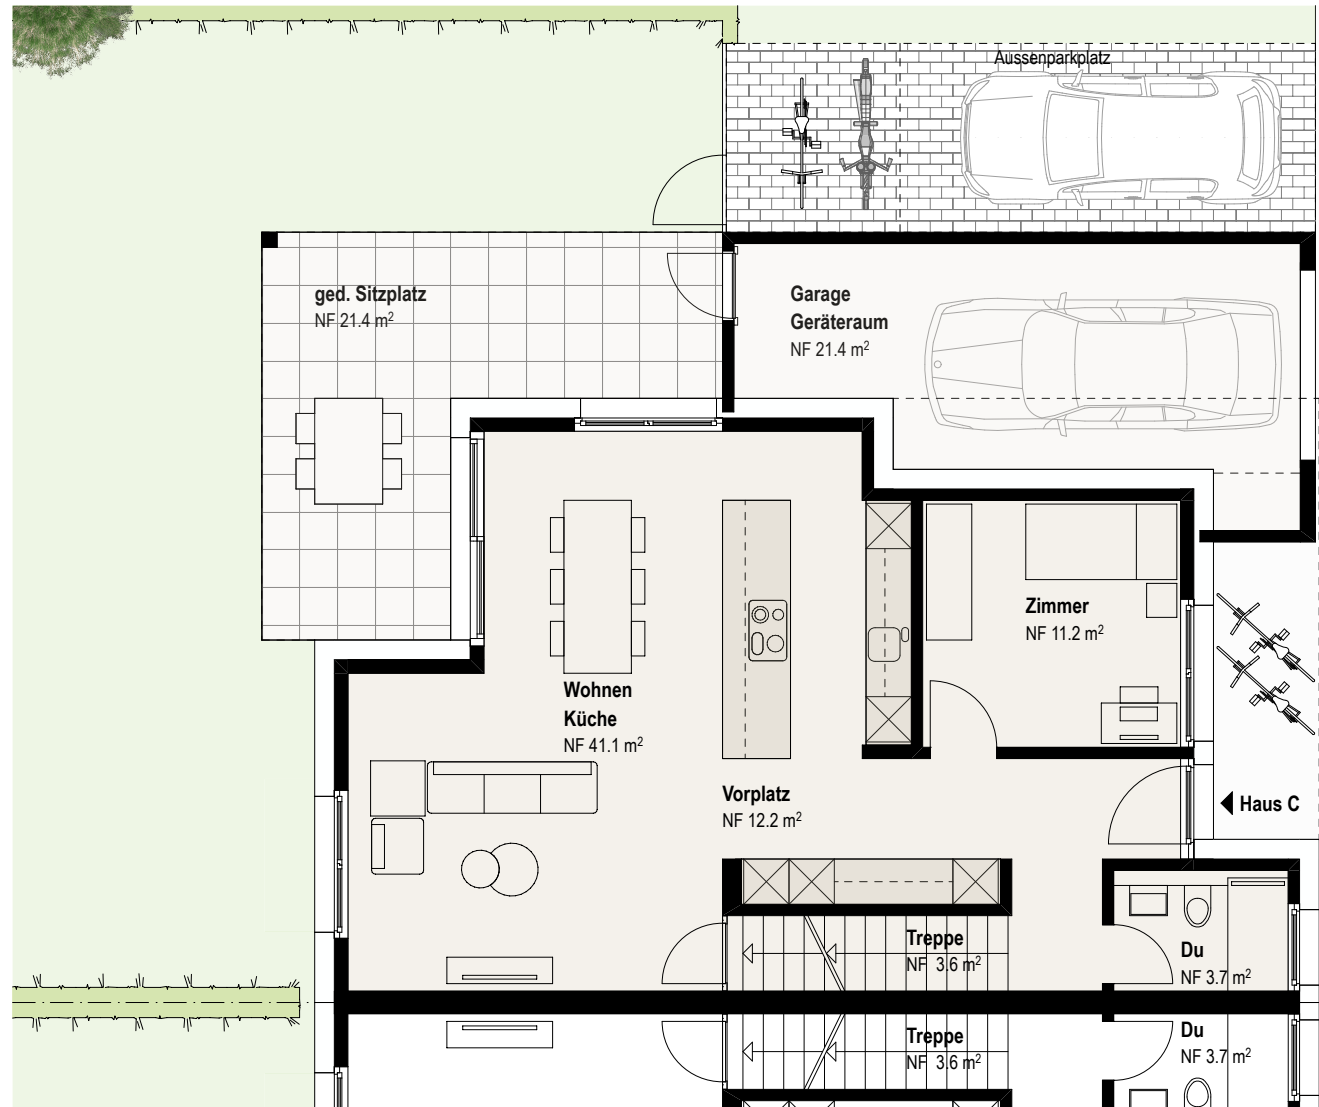 Aussenparkplatz
ged. Sitzplatz
NF 21.4 m²
Garage
Geräteraum
NF 21.4 m²
Zimmer
NF 11.2 m²
Wohnen
Küche
NF 41.1 m²
Vorplatz
NF 12.2 m²
Haus C
Treppe
NF 3.6 m²
Du
NF 3.7 m²
Treppe
NF 3.6 m²
Du
NF 3.7 m²